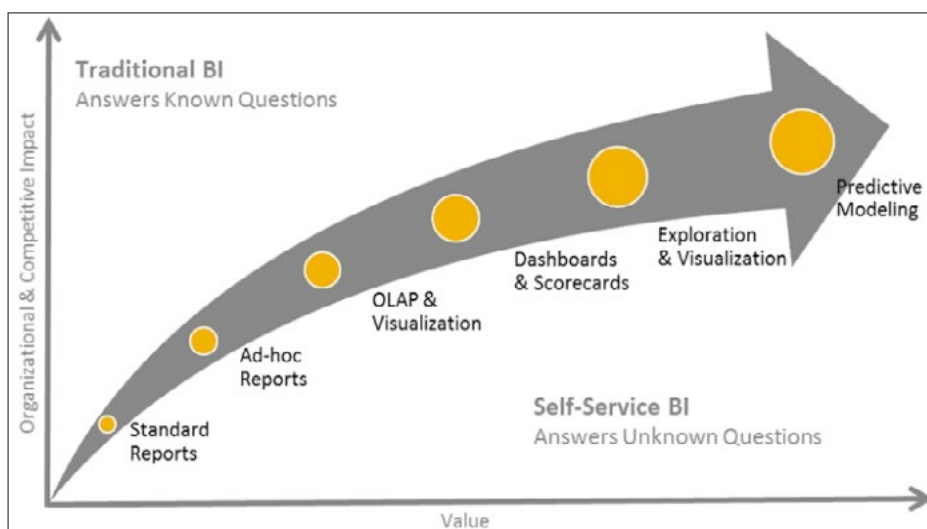 Traditional BI
Answers Known Questions
Organizational & Competitive Impact
Predictive
Modeling
Exploration
& Visualization
Dashboards
& Scorecards
OLAP &
Visualization
Ad-hoc
Reports
Standard
Reports
Self-Service BI
Answers Unknown Questions
Value